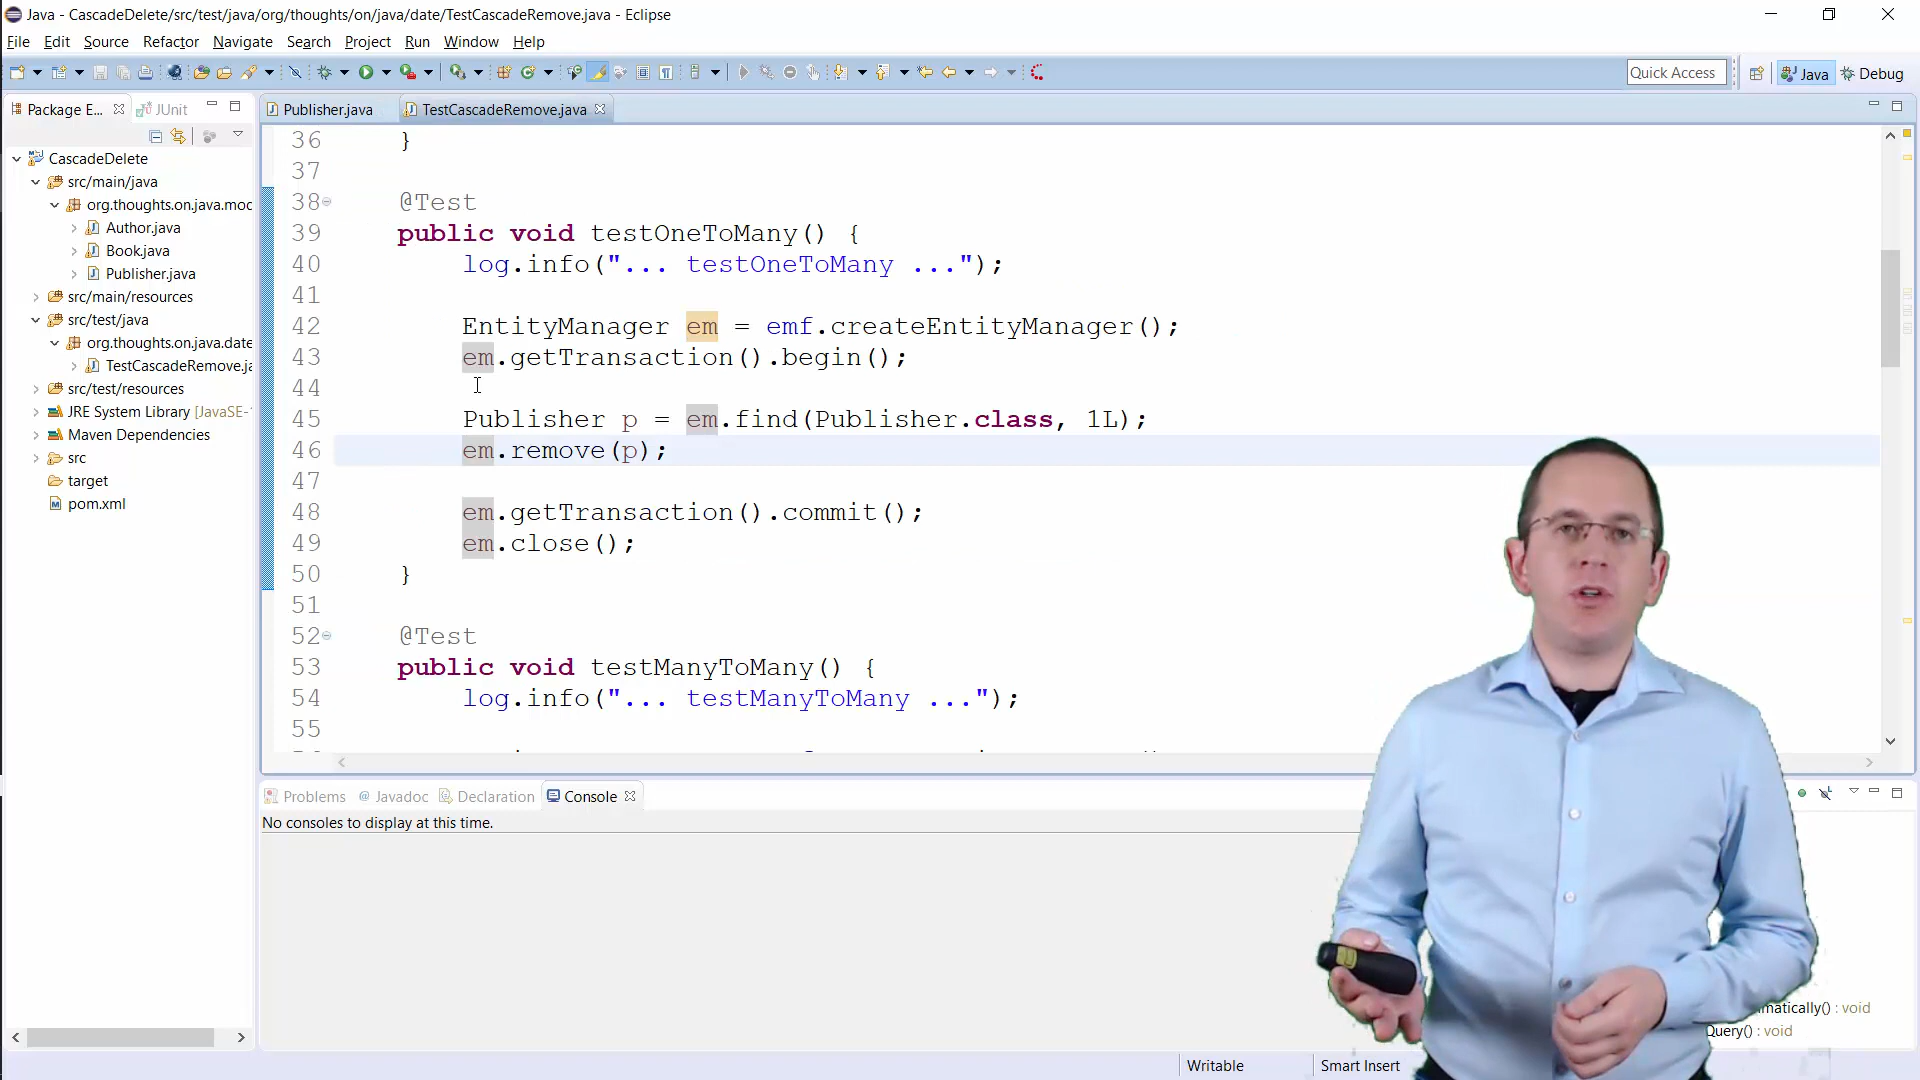 Java - CascadeDelete/src/test/java/org/thoughts/on/java/date/TestCascadeRemove.java - Eclipse
File Edit Source Refactor Navigate Search Project Run Window Help
Quick Access Java Debug
Package E... JUnit
Publisher.java TestCascadeRemove.java
CascadeDelete
src/main/java
org.thoughts.on.java.moc
Author.java
Book.java
Publisher.java
src/main/resources
src/test/java
org.thoughts.on.java.date
TestCascadeRemove.ja
src/test/resources
JRE System Library [JavaSE-
Maven Dependencies
src
target
pom.xml
36 }
37
38 @Test
39 public void testOneToMany() {
40 log.info("... testOneToMany ...");
41
42 EntityManager em = emf.createEntityManager();
43 em.getTransaction().begin();
44
45 Publisher p = em.find(Publisher.class, 1L);
46 em.remove(p);
47
48 em.getTransaction().commit();
49 em.close();
50 }
51
52 @Test
53 public void testManyToMany() {
54 log.info("... testManyToMany ...");
55
Problems Javadoc Declaration Console
No consoles to display at this time.
matically() : void
Query() : void
Writable Smart Insert